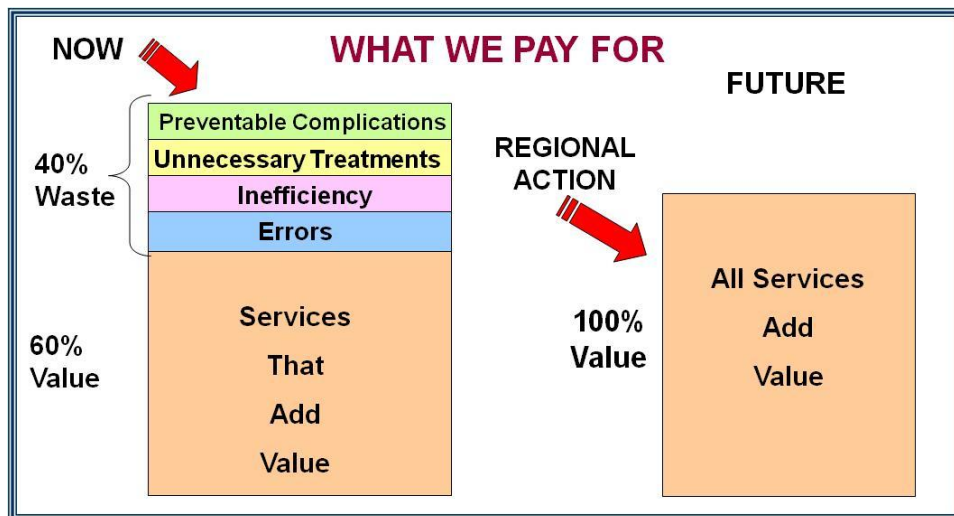 WHAT WE PAY FOR
NOW
Preventable Complications
Unnecessary Treatments
Inefficiency
Errors
40%
Waste
Services
That
Add
Value
60%
Value
REGIONAL
ACTION
FUTURE
All Services
Add
Value
100%
Value